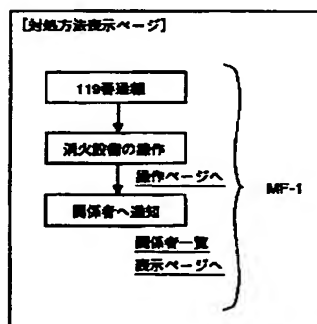 [対処方法表示ページ]
119番通報
消火設備の操作
操作ページへ
関係者へ通知
関係者一覧
表示ページへ
MF-1